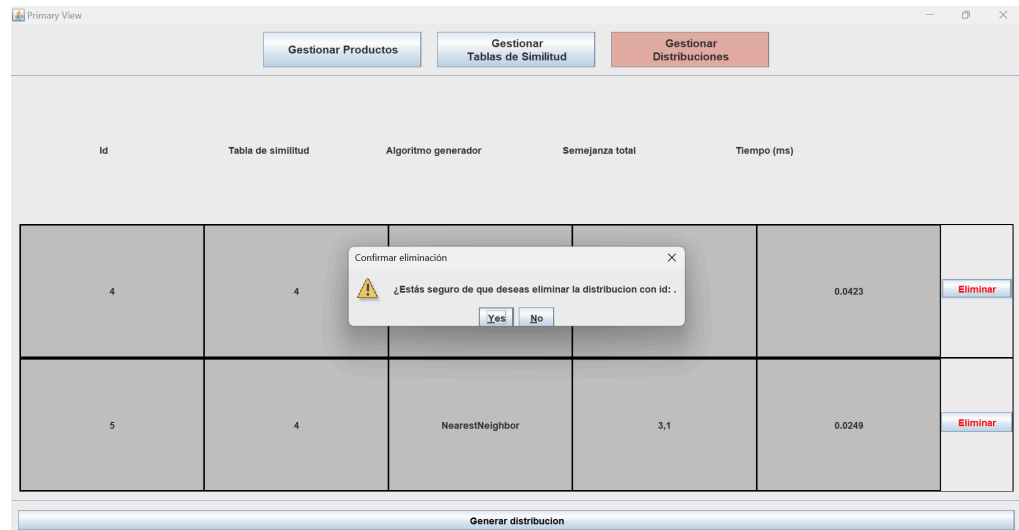 Primary View
Gestionar Productos
Gestionar
Tablas de Similitud
Gestionar
Distribuciones
Id
Tabla de similitud
Algoritmo generador
Semejanza total
Tiempo (ms)
Confirmar eliminación
¿Estás seguro de que deseas eliminar la distribucion con id: .
Yes
No
4
4
0.0423
Eliminar
5
4
NearestNeighbor
3,1
0.0249
Eliminar
Generar distribucion